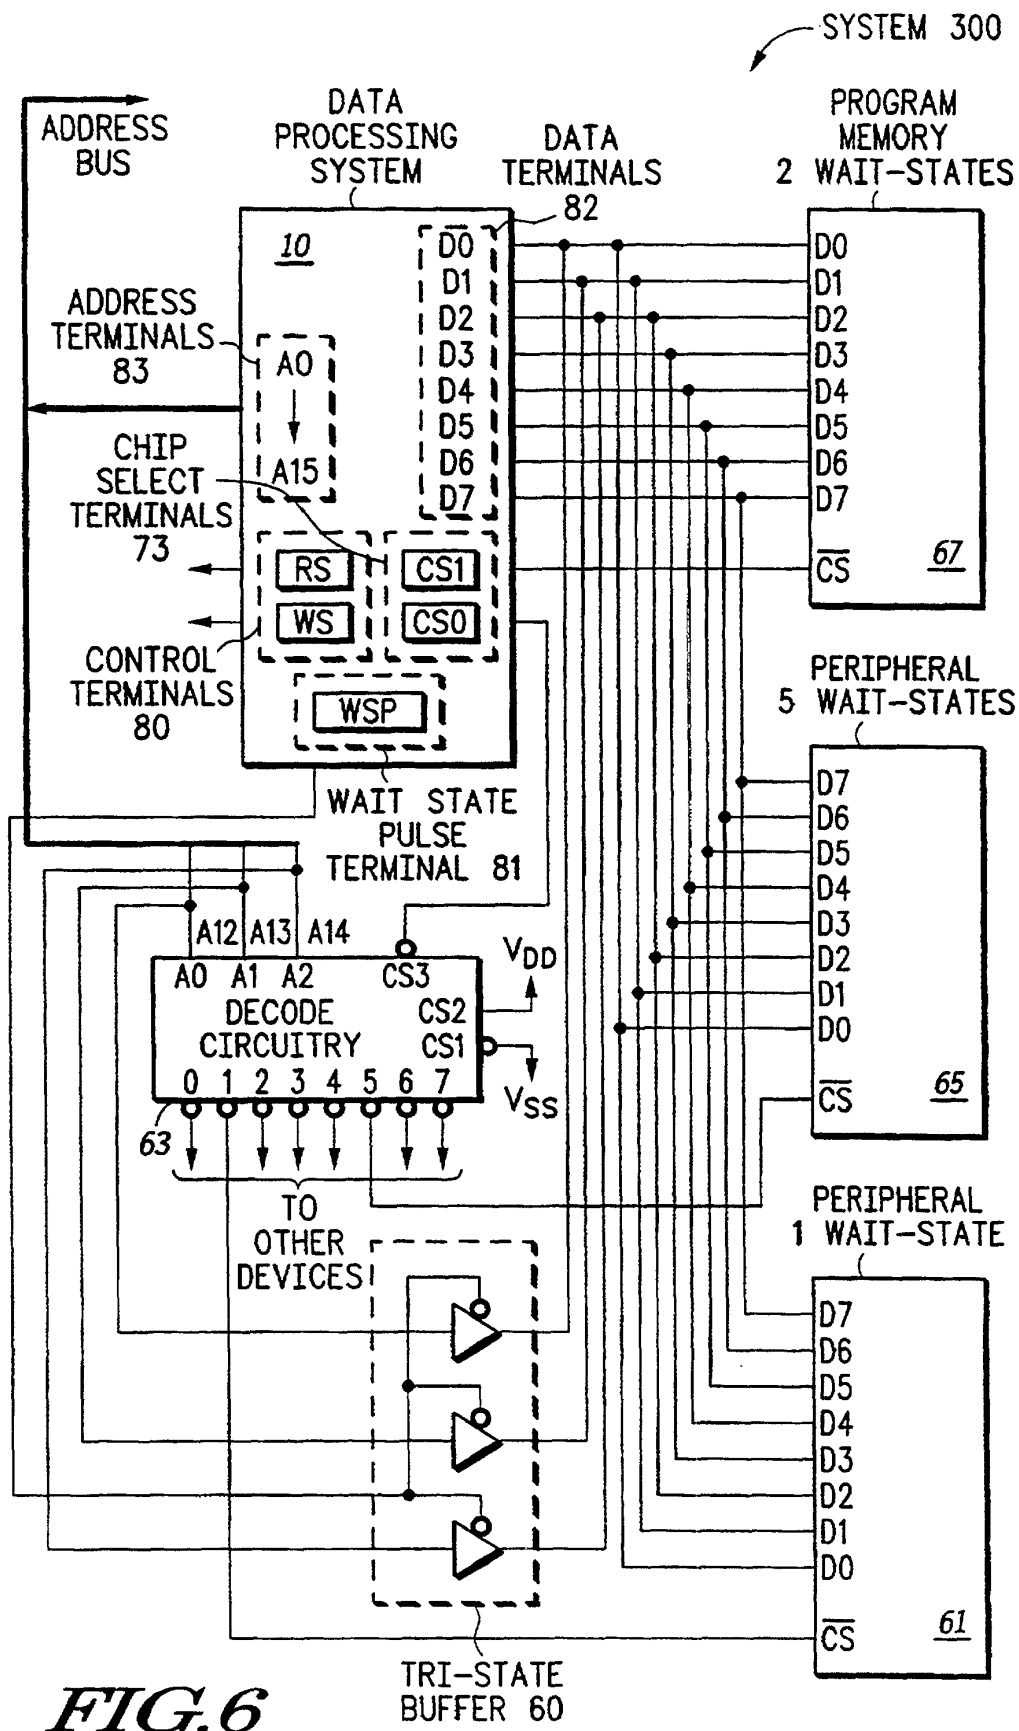 SYSTEM 300
ADDRESS
BUS
DATA
PROCESSING
SYSTEM
DATA
TERMINALS
82
PROGRAM
MEMORY
2 WAIT-STATES
10
D0
D1
D2
D3
D4
D5
D6
D7
ADDRESS
TERMINALS
83
A0
A15
CHIP
SELECT
TERMINALS
73
RS
WS
CS1
CS0
CONTROL
TERMINALS
80
WSP
WAIT STATE
PULSE
TERMINAL 81
D0
D1
D2
D3
D4
D5
D6
D7
CS
67
PERIPHERAL
5 WAIT-STATES
D7
D6
D5
D4
D3
D2
D1
D0
CS
65
A12 A13 A14
A0 A1 A2 CS3
DECODE
CIRCUITRY
CS2
CS1
VDD
VSS
0 1 2 3 4 5 6 7
63
TO
OTHER
DEVICES
PERIPHERAL
1 WAIT-STATE
D7
D6
D5
D4
D3
D2
D1
D0
CS
61
TRI-STATE
BUFFER 60
FIG.6